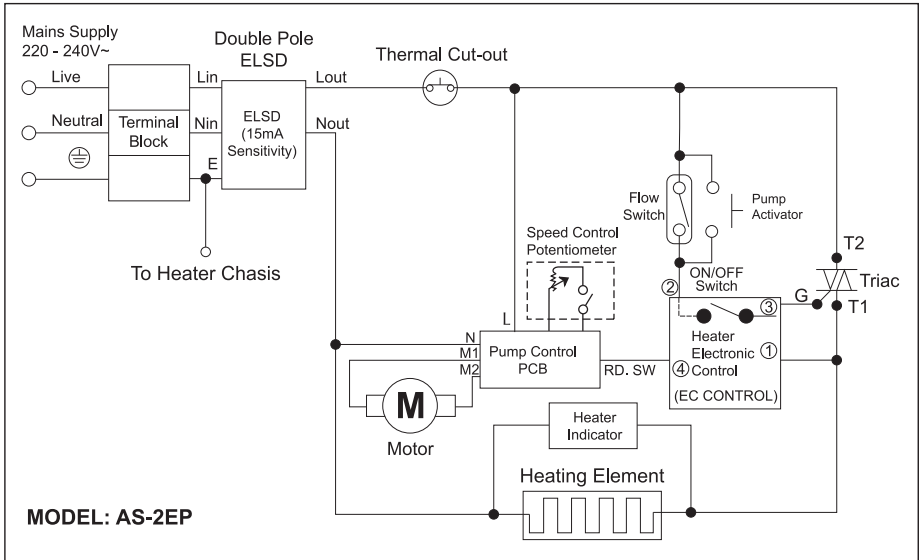 Mains Supply
220 - 240V~
Live
Neutral
Terminal
Block
Lin
Nin
E
Double Pole
ELSD
ELSD
(15mA
Sensitivity)
Lout
Nout
To Heater Chasis
Thermal Cut-out
Flow
Switch
Pump
Activator
Speed Control
Potentiometer
ON/OFF
Switch
②
③
Heater
Electronic
Control
①
④
(EC CONTROL)
G
T2
Triac
T1
L
N
M1
M2
Pump Control
PCB
RD. SW
M
Motor
Heater
Indicator
Heating Element
MODEL: AS-2EP